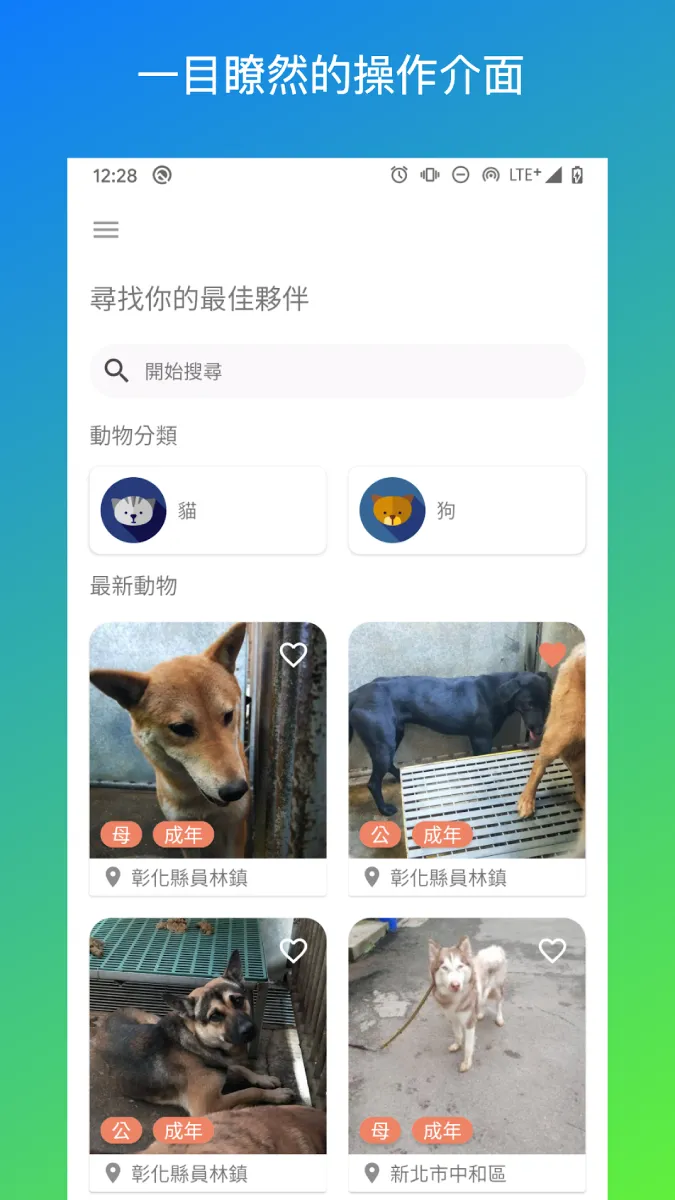 一目瞭然的操作介面
12:28 LTE+
尋找你的最佳夥伴
開始搜尋
動物分類
貓 狗
最新動物
母 成年 公 成年
彰化縣員林鎮 彰化縣員林鎮
公 成年 母 成年
彰化縣員林鎮 新北市中和區